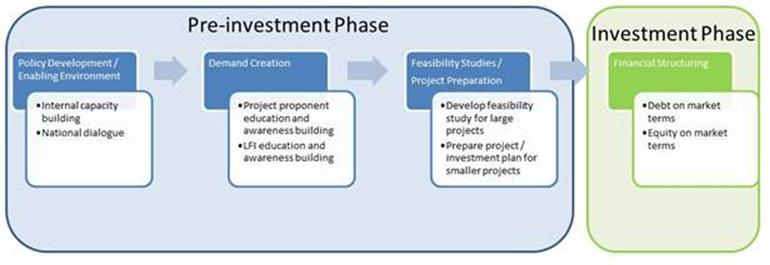 Pre-investment Phase
Policy Development /
Enabling Environment
•Internal capacity
building
•National dialogue
Demand Creation
•Project proponent
education and
awareness building
•LFI education and
awareness building
Feasibility Studies /
Project Preparation
•Develop feasibility
study for large
projects
•Prepare project /
investment plan for
smaller projects
Investment Phase
Financial Structuring
•Debt on market
terms
•Equity on market
terms